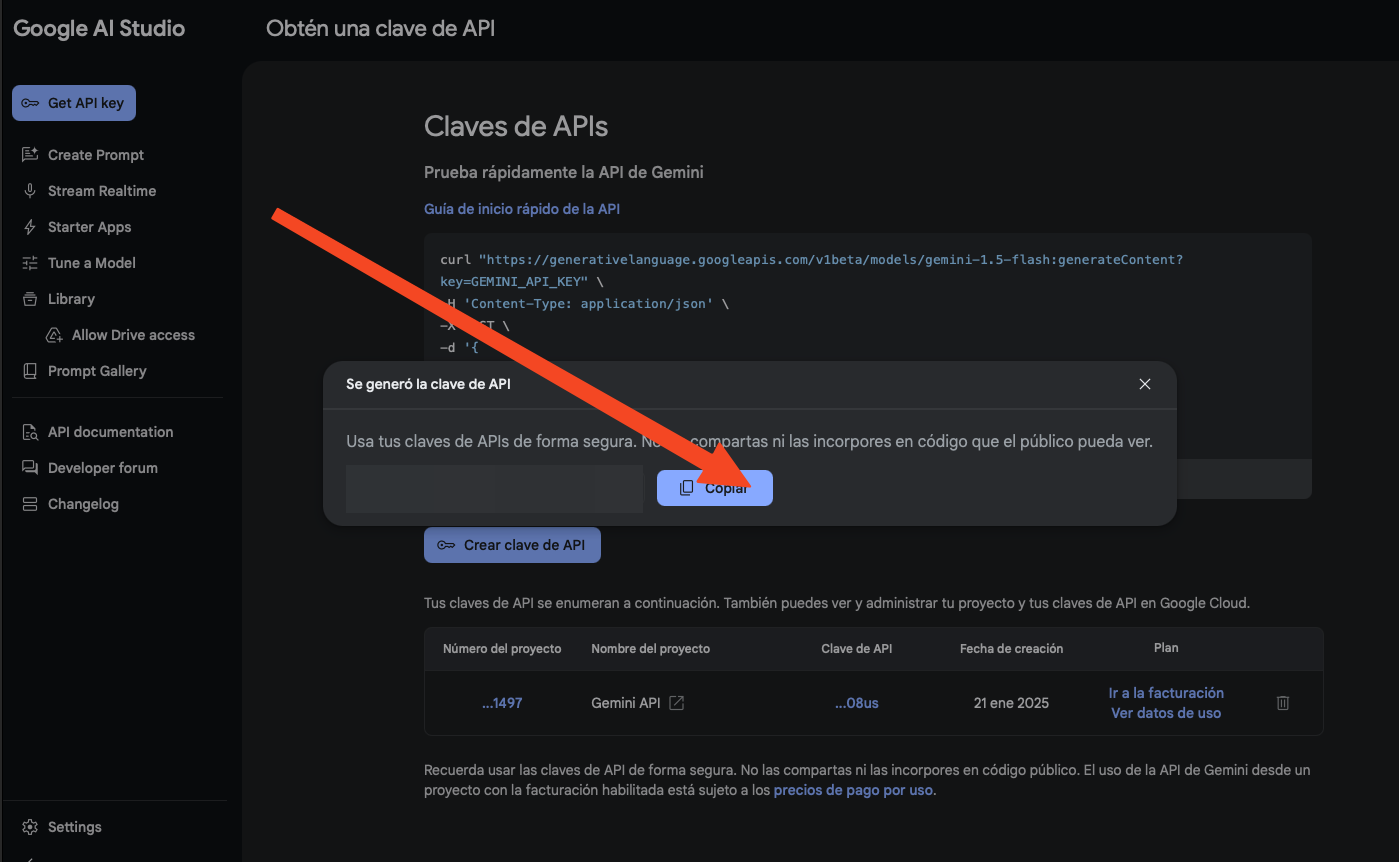 Google AI Studio
Obtén una clave de API
Get API key
Create Prompt
Stream Realtime
Starter Apps
Tune a Model
Library
Allow Drive access
Prompt Gallery
API documentation
Developer forum
Changelog
Settings
Claves de APIs
Prueba rápidamente la API de Gemini
Guía de inicio rápido de la API
curl "https://generativelanguage.googleapis.com/v1beta/models/gemini-1.5-flash:generateContent?
key=GEMINI_API_KEY" \
H 'Content-Type: application/json' \
-X \
-d '{
Se generó la clave de API
Usa tus claves de APIs de forma segura. No compartas ni las incorpores en código que el público pueda ver.
Copiar
Crear clave de API
Tus claves de API se enumeran a continuación. También puedes ver y administrar tu proyecto y tus claves de API en Google Cloud.
Número del proyecto Nombre del proyecto Clave de API Fecha de creación Plan
...1497 Gemini API ...08us 21 ene 2025 Ir a la facturación
Ver datos de uso
Recuerda usar las claves de API de forma segura. No las compartas ni las incorpores en código público. El uso de la API de Gemini desde un
proyecto con la facturación habilitada está sujeto a los precios de pago por uso.